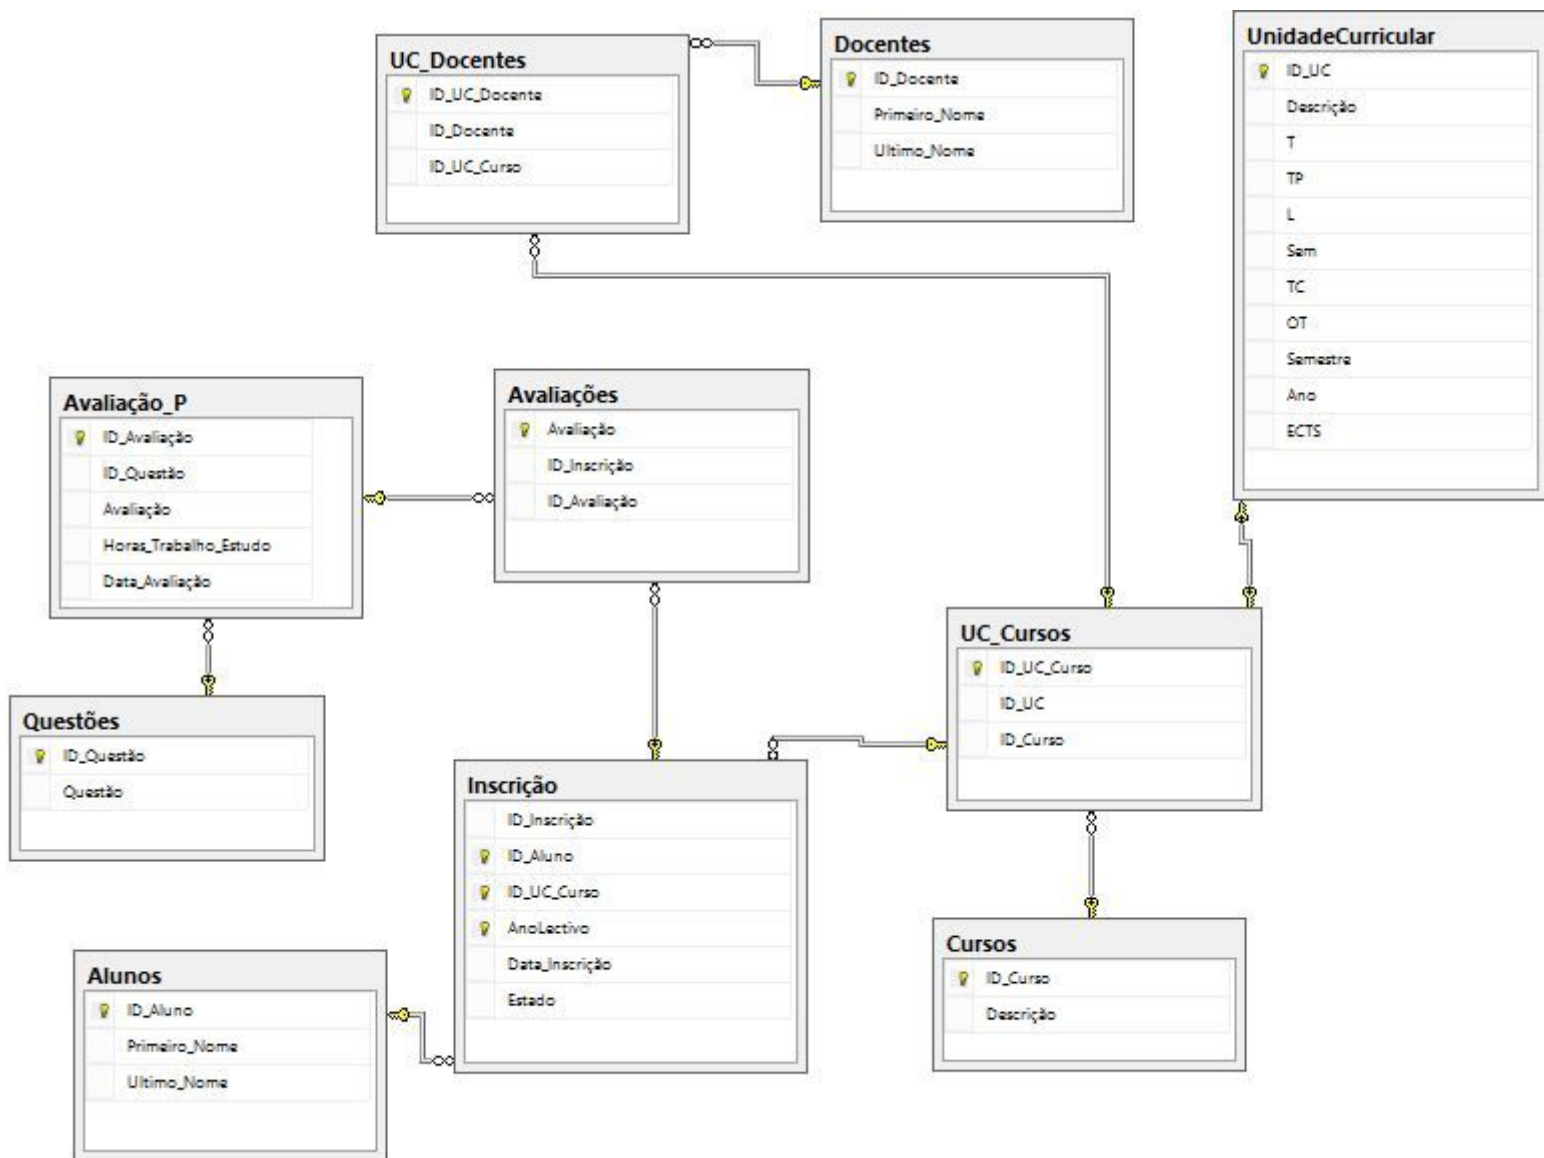 UC_Docentes
ID_UC_Docente
ID_Docente
ID_UC_Curso
Docentes
ID_Docente
Primeiro_Nome
Ultimo_Nome
UnidadeCurricular
ID_UC
Descrição
T
TP
L
Sem
TC
OT
Semestre
Ano
ECTS
Avaliação_P
ID_Avaliação
ID_Questão
Avaliação
Horas_Trabalho_Estudo
Data_Avaliação
Avaliações
Avaliação
ID_Inscrição
ID_Avaliação
Questões
ID_Questão
Questão
Inscrição
ID_Inscrição
ID_Aluno
ID_UC_Curso
AnoLectivo
Data_Inscrição
Estado
UC_Cursos
ID_UC_Curso
ID_UC
ID_Curso
Alunos
ID_Aluno
Primeiro_Nome
Ultimo_Nome
Cursos
ID_Curso
Descrição